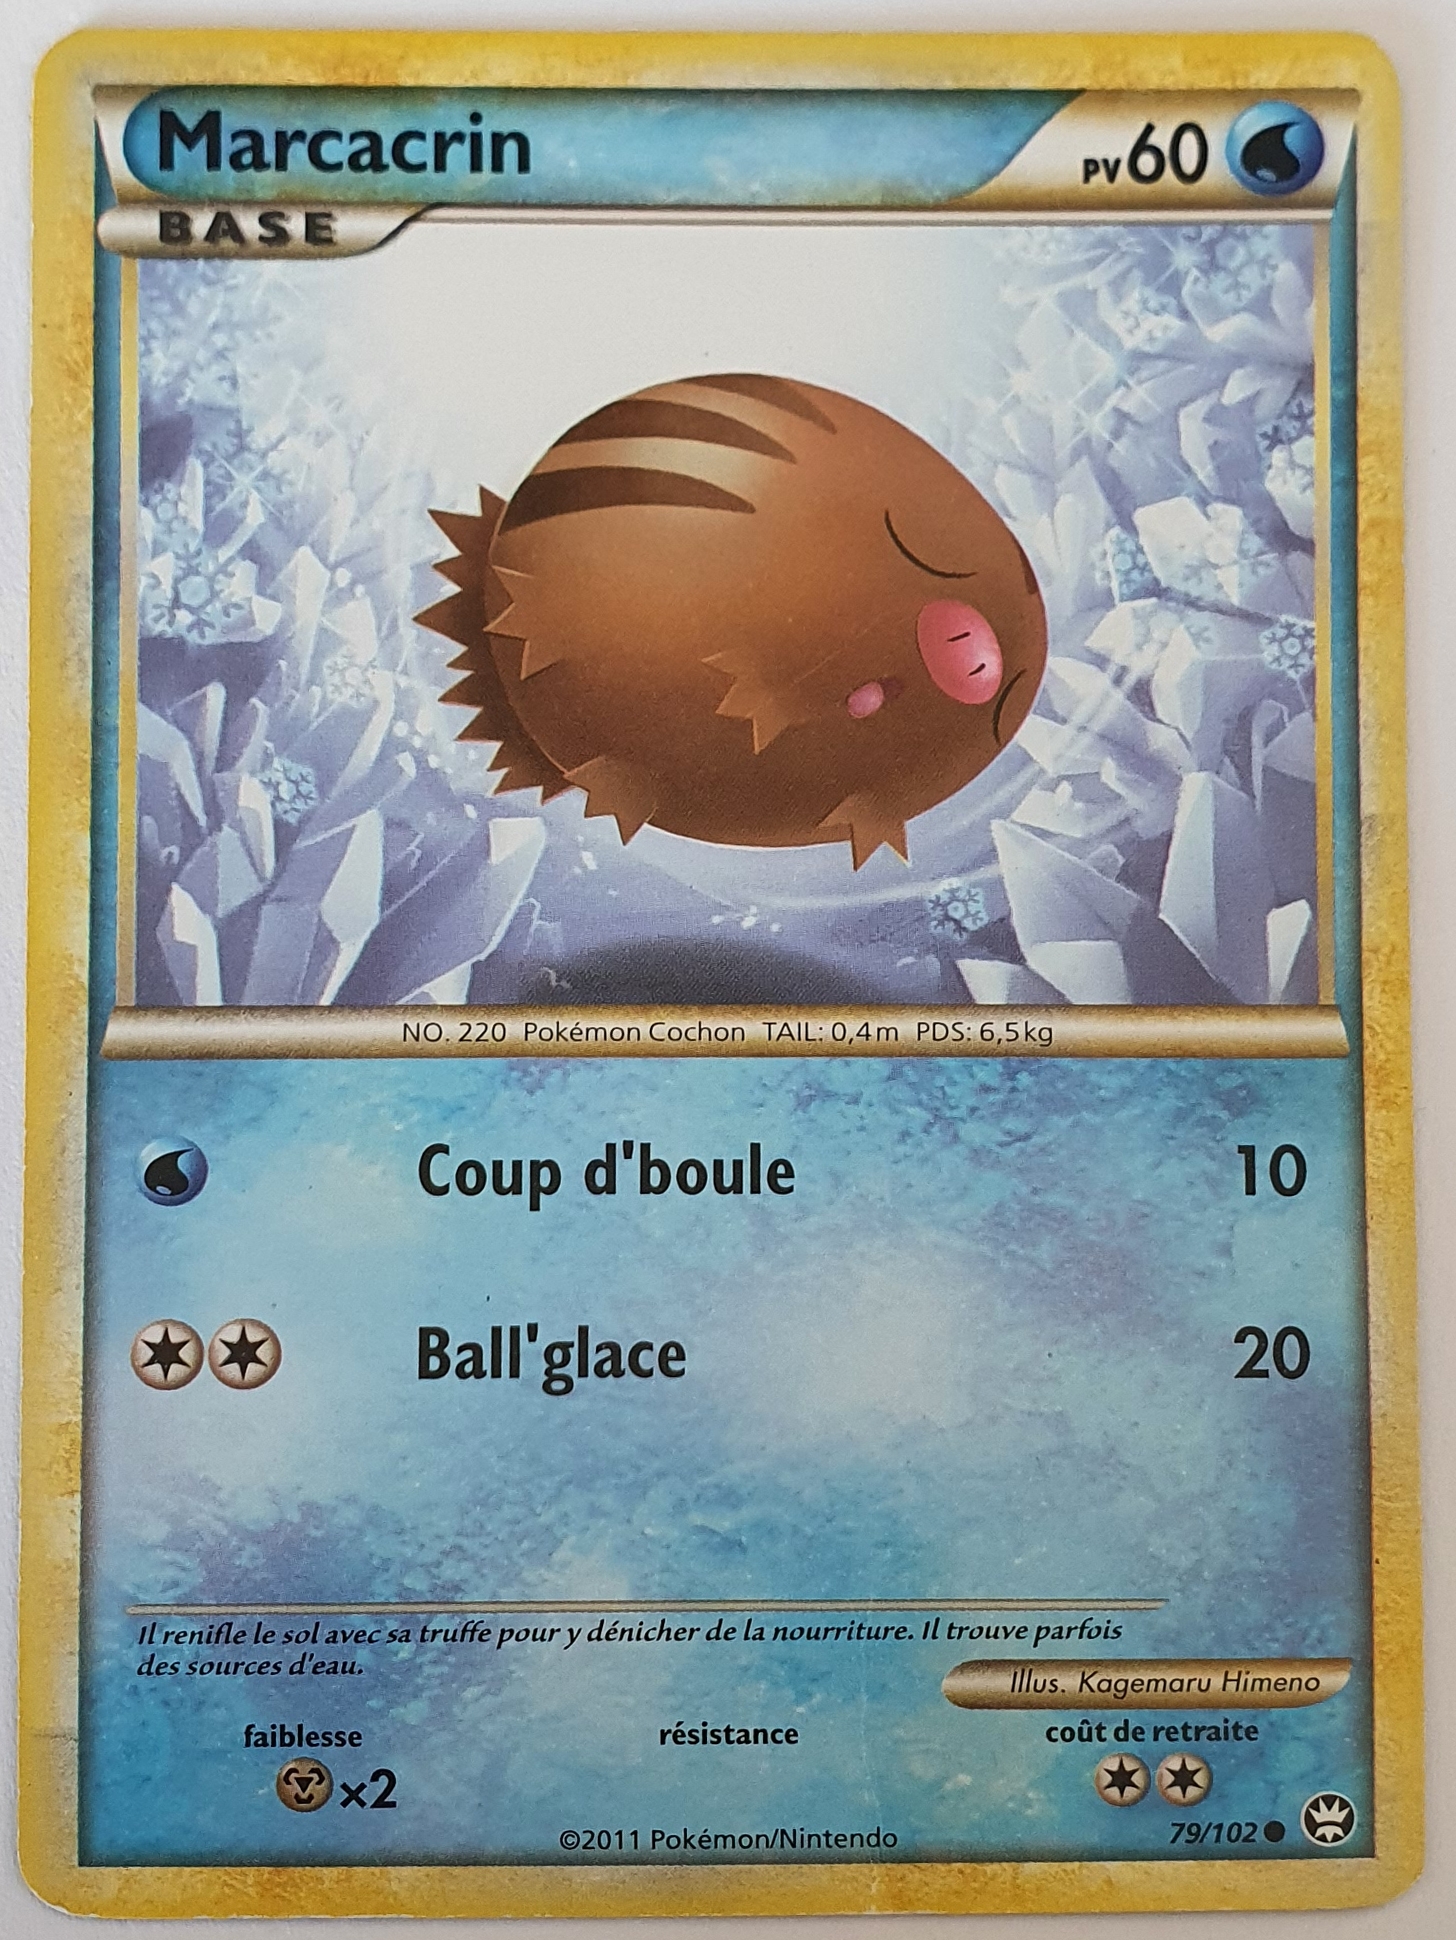 Marcacrin
PV 60
BASE
NO. 220 Pokémon Cochon TAIL: 0,4m PDS: 6,5kg
Coup d'boule 10
Ball'glace 20
Il renifle le sol avec sa truffe pour y dénicher de la nourriture. Il trouve parfois
des sources d'eau.
Illus. Kagemaru Himeno
faiblesse résistance coût de retraite
×2
©2011 Pokémon/Nintendo 79/102